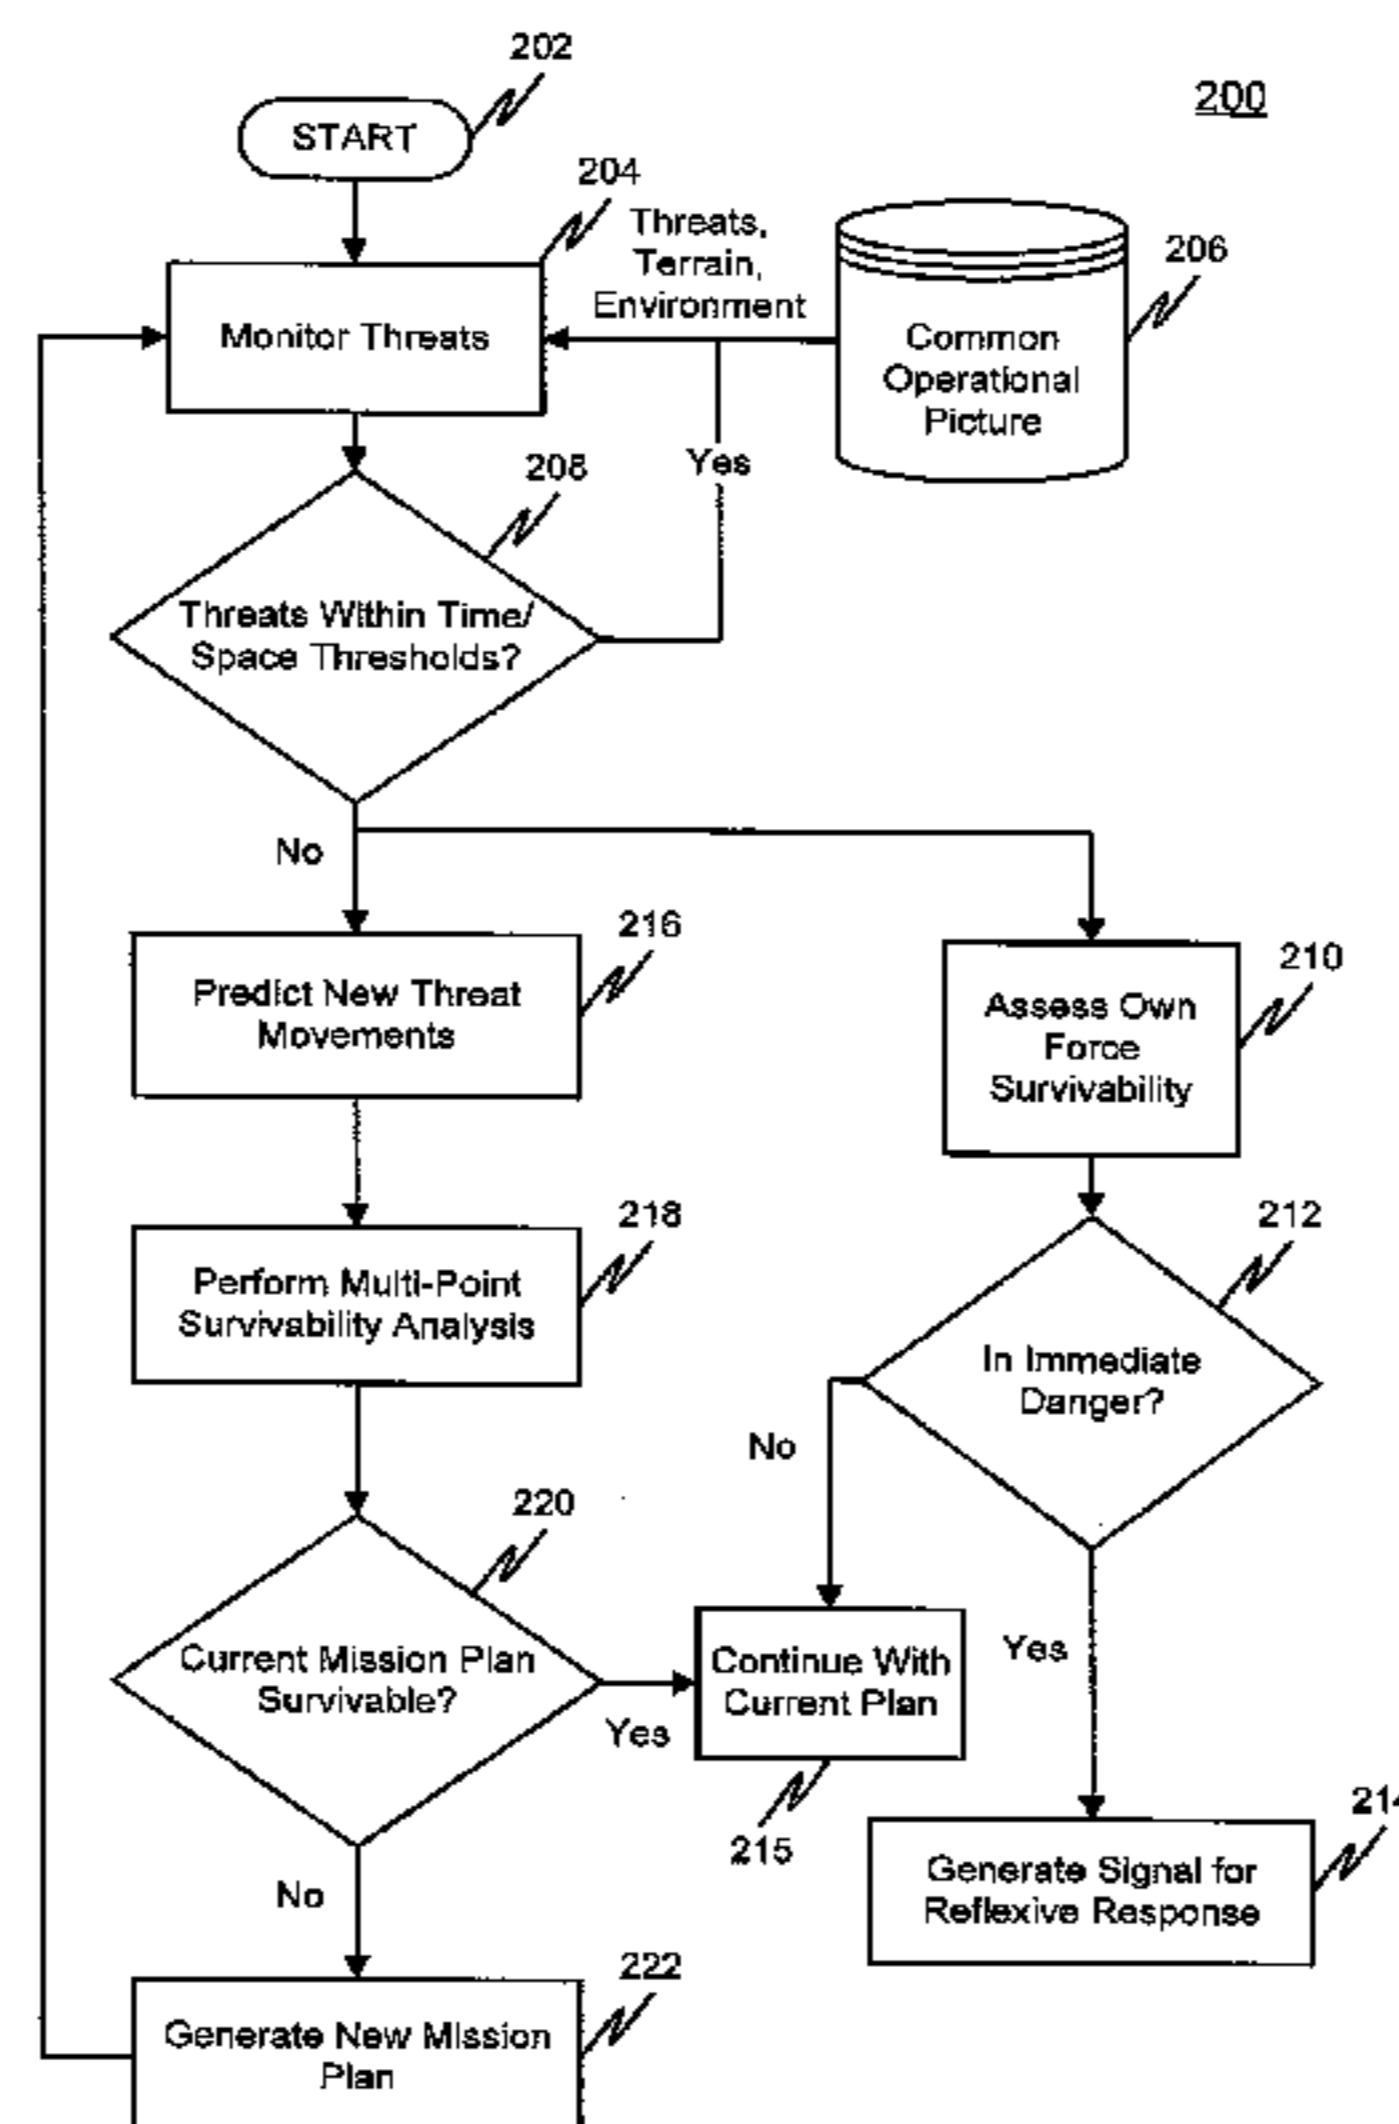 202
200
START
204
Threats,
Terrain,
Environment
206
Monitor Threats
Common
Operational
Picture
Yes
208
Threats Within Time/
Space Thresholds?
No
216
210
Predict New Threat
Movements
Assess Own
Force
Survivability
218
212
Perform Multi-Point
Survivability Analysis
In Immediate
Danger?
No
220
Current Mission Plan
Survivable?
Yes
Continue With
Current Plan
Yes
215
214
Generate Signal for
Reflexive Response
No
222
Generate New Mission
Plan